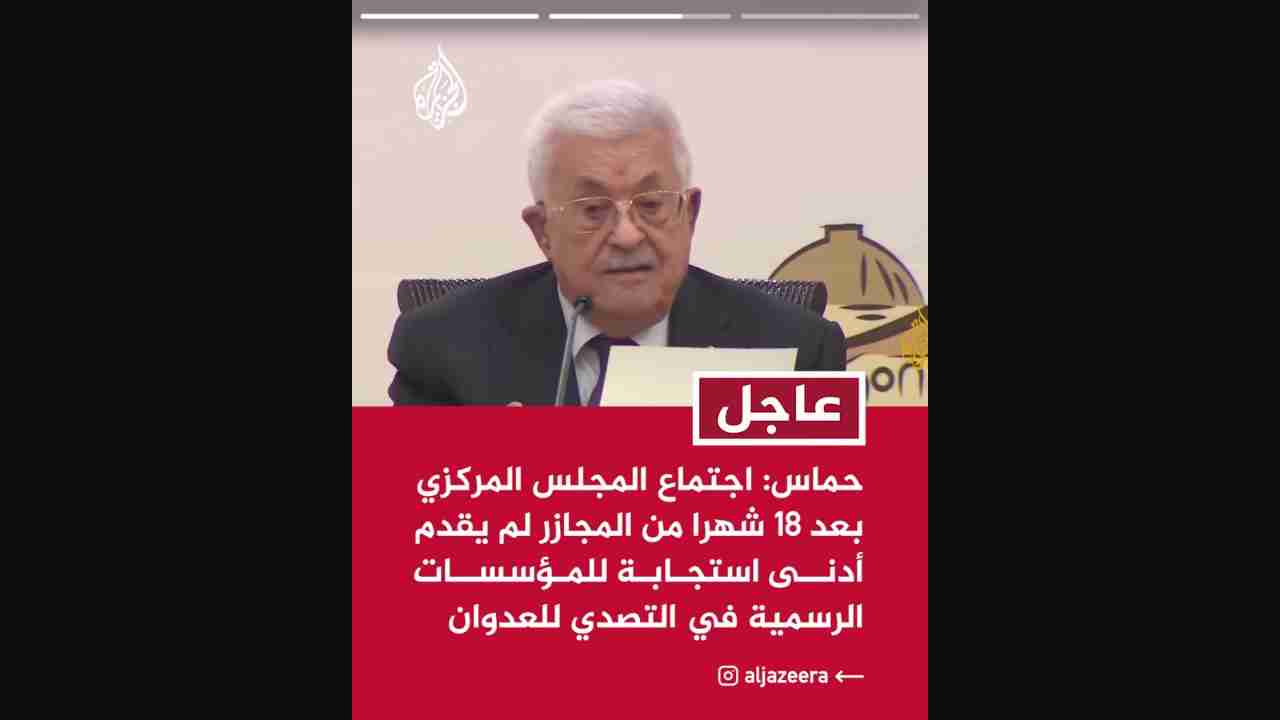 عاجل
حماس: اجتماع المجلس المركزي
بعد 18 شهرا من المجازر لم يقدم
أدنى استجابة للمؤسسات
الرسمية في التصدي للعدوان
aljazeera